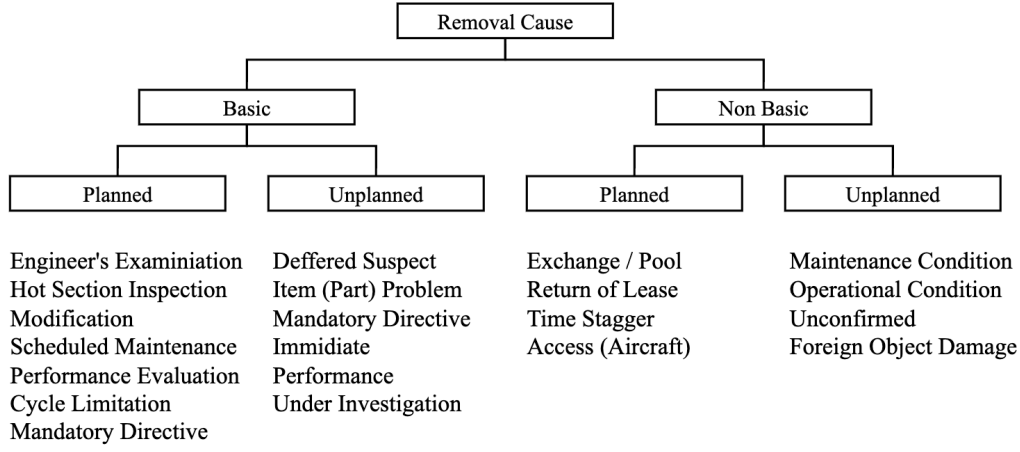 Removal Cause
Basic
Non Basic
Planned
Unplanned
Planned
Unplanned
Engineer's Examiniation
Hot Section Inspection
Modification
Scheduled Maintenance
Performance Evaluation
Cycle Limitation
Mandatory Directive
Deffered Suspect
Item (Part) Problem
Mandatory Directive
Immidiate
Performance
Under Investigation
Exchange / Pool
Return of Lease
Time Stagger
Access (Aircraft)
Maintenance Condition
Operational Condition
Unconfirmed
Foreign Object Damage